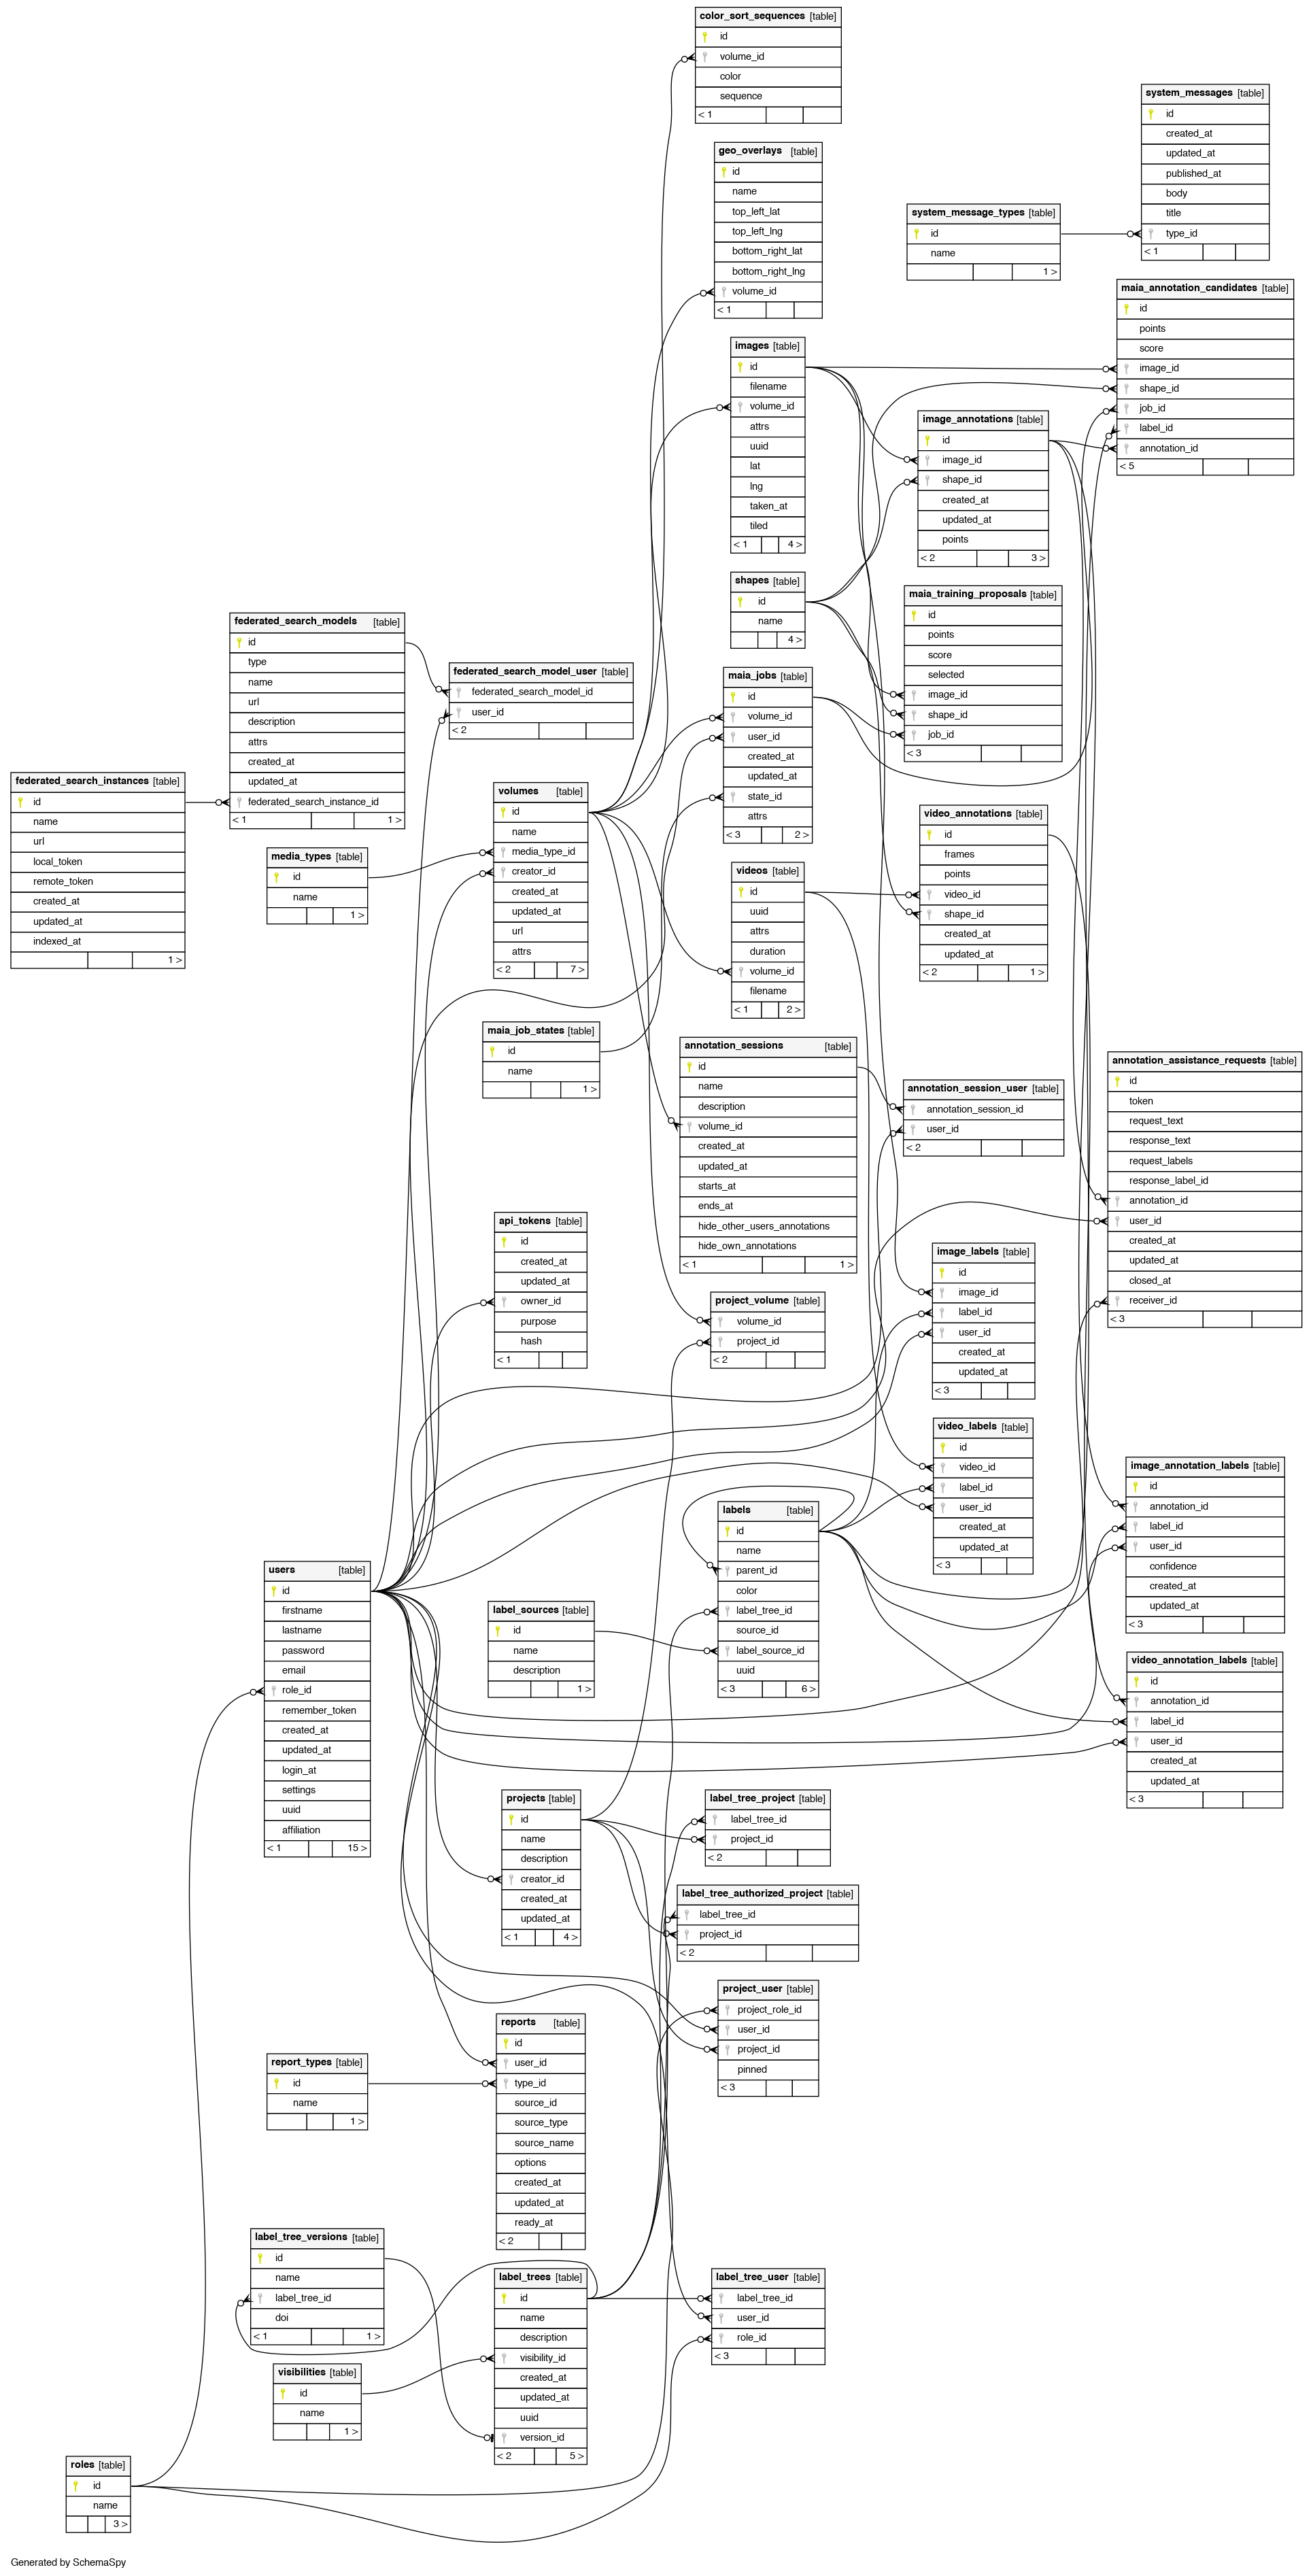 color_sort_sequences [table]
id
volume_id
color
sequence
< 1
system_messages [table]
id
created_at
updated_at
published_at
body
title
type_id
< 1
geo_overlays [table]
id
name
top_left_lat
top_left_lng
bottom_right_lat
bottom_right_lng
volume_id
< 1
system_message_types [table]
id
name
1 >
maia_annotation_candidates [table]
id
points
score
image_id
shape_id
job_id
label_id
annotation_id
< 5
images [table]
id
filename
volume_id
attrs
uuid
lat
lng
taken_at
tiled
< 1 4 >
image_annotations [table]
id
image_id
shape_id
created_at
updated_at
points
< 2 3 >
shapes [table]
id
name
4 >
maia_training_proposals [table]
id
points
score
selected
image_id
shape_id
job_id
< 3
federated_search_models [table]
id
type
name
url
description
attrs
created_at
updated_at
federated_search_instance_id
< 1 1 >
federated_search_model_user [table]
federated_search_model_id
user_id
< 2
maia_jobs [table]
id
volume_id
user_id
created_at
updated_at
state_id
attrs
< 3 2 >
federated_search_instances [table]
id
name
url
local_token
remote_token
created_at
updated_at
indexed_at
1 >
volumes [table]
id
name
media_type_id
creator_id
created_at
updated_at
url
attrs
< 2 7 >
media_types [table]
id
name
1 >
video_annotations [table]
id
frames
points
video_id
shape_id
created_at
updated_at
< 2 1 >
videos [table]
id
uuid
attrs
duration
volume_id
filename
< 1 2 >
maia_job_states [table]
id
name
1 >
annotation_sessions [table]
id
name
description
volume_id
created_at
updated_at
starts_at
ends_at
hide_other_users_annotations
hide_own_annotations
< 1 1 >
annotation_session_user [table]
annotation_session_id
user_id
< 2
annotation_assistance_requests [table]
id
token
request_text
response_text
request_labels
response_label_id
annotation_id
user_id
created_at
updated_at
closed_at
receiver_id
< 3
api_tokens [table]
id
created_at
updated_at
owner_id
purpose
hash
< 1
image_labels [table]
id
image_id
label_id
user_id
created_at
updated_at
< 3
project_volume [table]
volume_id
project_id
< 2
video_labels [table]
id
video_id
label_id
user_id
created_at
updated_at
< 3
image_annotation_labels [table]
id
annotation_id
label_id
user_id
confidence
created_at
updated_at
< 3
labels [table]
id
name
parent_id
color
label_tree_id
source_id
label_source_id
uuid
< 3 6 >
users [table]
id
firstname
lastname
password
email
role_id
remember_token
created_at
updated_at
login_at
settings
uuid
affiliation
< 1 15 >
label_sources [table]
id
name
description
1 >
video_annotation_labels [table]
id
annotation_id
label_id
user_id
created_at
updated_at
< 3
projects [table]
id
name
description
creator_id
created_at
updated_at
< 1 4 >
label_tree_project [table]
label_tree_id
project_id
< 2
label_tree_authorized_project [table]
label_tree_id
project_id
< 2
project_user [table]
project_role_id
user_id
project_id
pinned
< 3
reports [table]
id
user_id
type_id
source_id
source_type
source_name
options
created_at
updated_at
ready_at
< 2
report_types [table]
id
name
1 >
label_tree_versions [table]
id
name
label_tree_id
doi
< 1 1 >
label_trees [table]
id
name
description
visibility_id
created_at
updated_at
uuid
version_id
< 2 5 >
label_tree_user [table]
label_tree_id
user_id
role_id
< 3
visibilities [table]
id
name
1 >
roles [table]
id
name
3 >
Generated by SchemaSpy